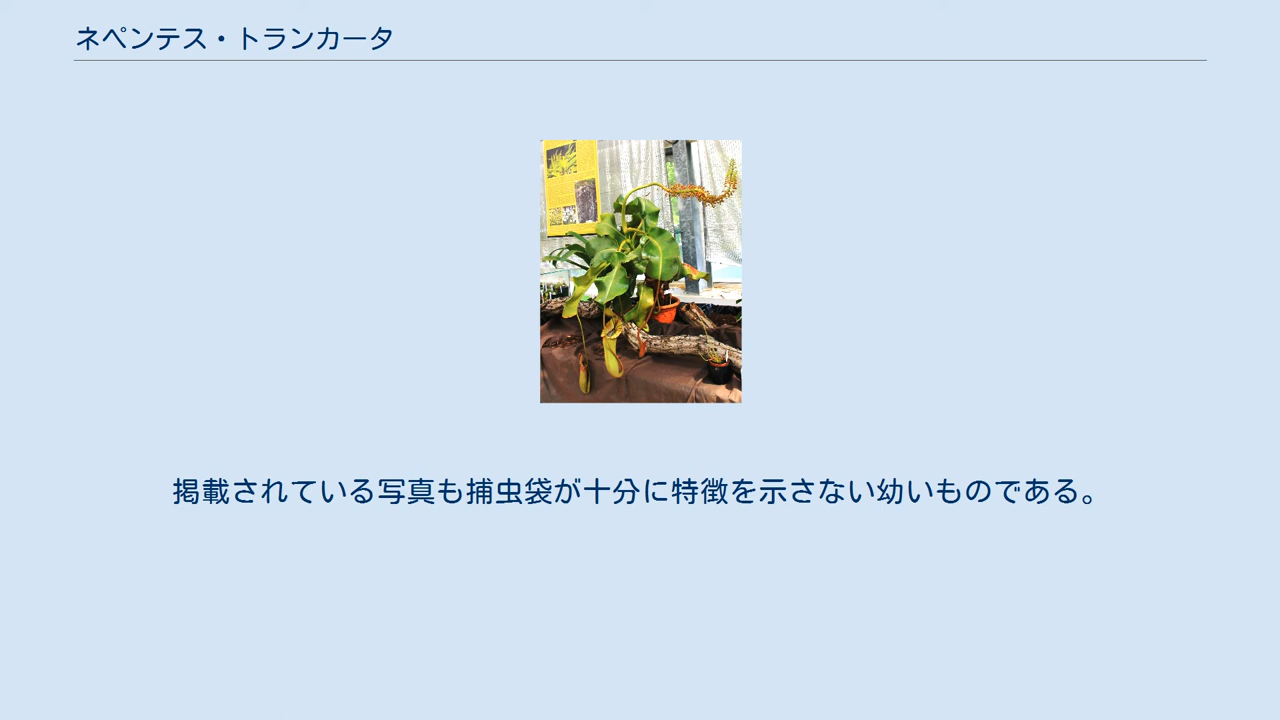 ネペンテス・トランカータ
掲載されている写真も捕虫袋が十分に特徴を示さない幼いものである。